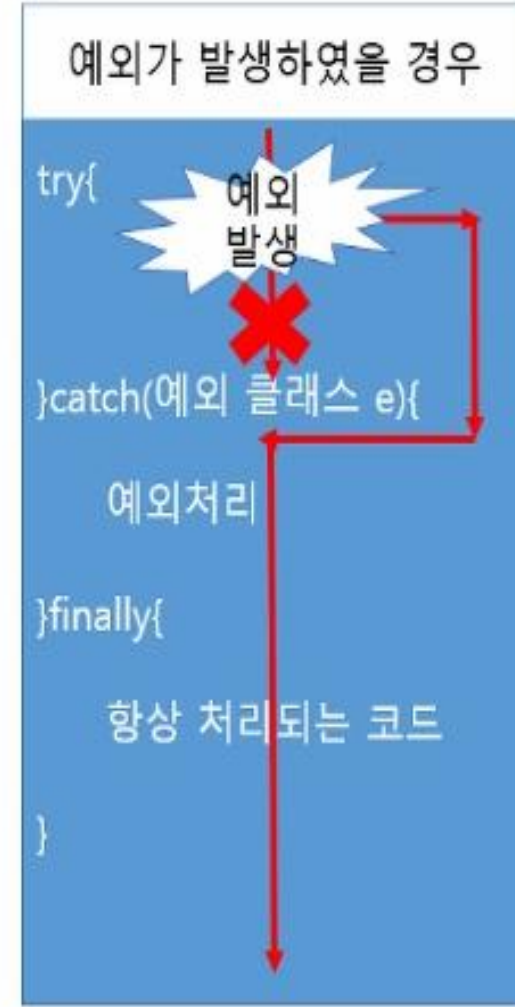 예외가 발생하였을 경우
try{
예외
발생
}catch(예외 클래스 e){
예외처리
}finally{
항상 처리되는 코드
}